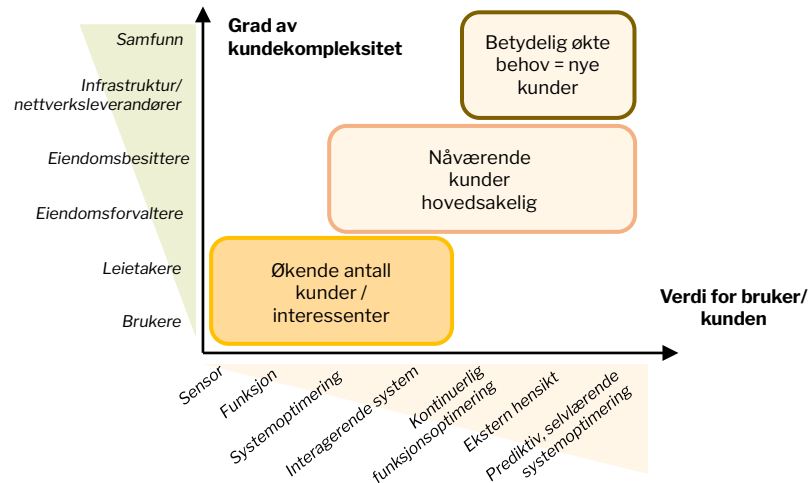 Grad av
kundekompleksitet
Samfunn
Infrastruktur/
nettverksleverandører
Eiendomsbesittere
Eiendomsforvaltere
Leietakere
Brukere
Betydelig økte
behov = nye
kunder
Nåværende
kunder
hovedsakelig
Økende antall
kunder /
interessenter
Verdi for bruker/
kunden
Sensor
Funksjon
Systemoptimering
Interagerende system
Kontinuerlig
funksjonsoptimering
Ekstern hensikt
Prediktiv, selvlærende
systemoptimering